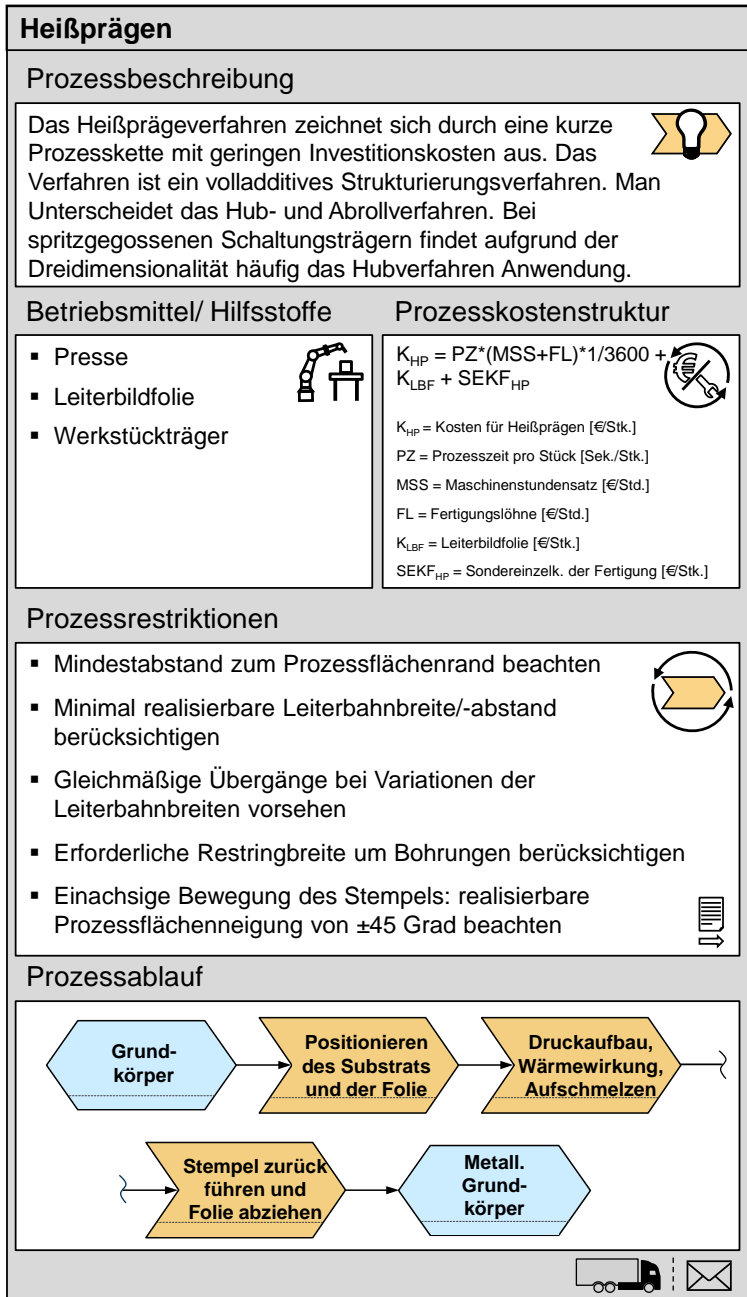 Heißprägen
Prozessbeschreibung
Das Heißprägeverfahren zeichnet sich durch eine kurze
Prozesskette mit geringen Investitionskosten aus. Das
Verfahren ist ein volladditives Strukturierungsverfahren. Man
Unterscheidet das Hub- und Abrollverfahren. Bei
spritzgegossenen Schaltungsträgern findet aufgrund der
Dreidimensionalität häufig das Hubverfahren Anwendung.
Betriebsmittel/ Hilfsstoffe
▪ Presse
▪ Leiterbildfolie
▪ Werkstückträger
Prozesskostenstruktur
K_HP = PZ*(MSS+FL)*1/3600 +
K_LBF + SEKF_HP
K_HP = Kosten für Heißprägen [€/Stk.]
PZ = Prozesszeit pro Stück [Sek./Stk.]
MSS = Maschinenstundensatz [€/Std.]
FL = Fertigungslöhne [€/Std.]
K_LBF = Leiterbildfolie [€/Stk.]
SEKF_HP = Sondereinzelk. der Fertigung [€/Stk.]
€
Prozessrestriktionen
▪ Mindestabstand zum Prozessflächenrand beachten
▪ Minimal realisierbare Leiterbahnbreite/-abstand
berücksichtigen
▪ Gleichmäßige Übergänge bei Variationen der
Leiterbahnbreiten vorsehen
▪ Erforderliche Restringbreite um Bohrungen berücksichtigen
▪ Einachsige Bewegung des Stempels: realisierbare
Prozessflächenneigung von ±45 Grad beachten
Prozessablauf
Grund-
körper
Positionieren
des Substrats
und der Folie
Druckaufbau,
Wärmewirkung,
Aufschmelzen
Stempel zurück
führen und
Folie abziehen
Metall.
Grund-
körper